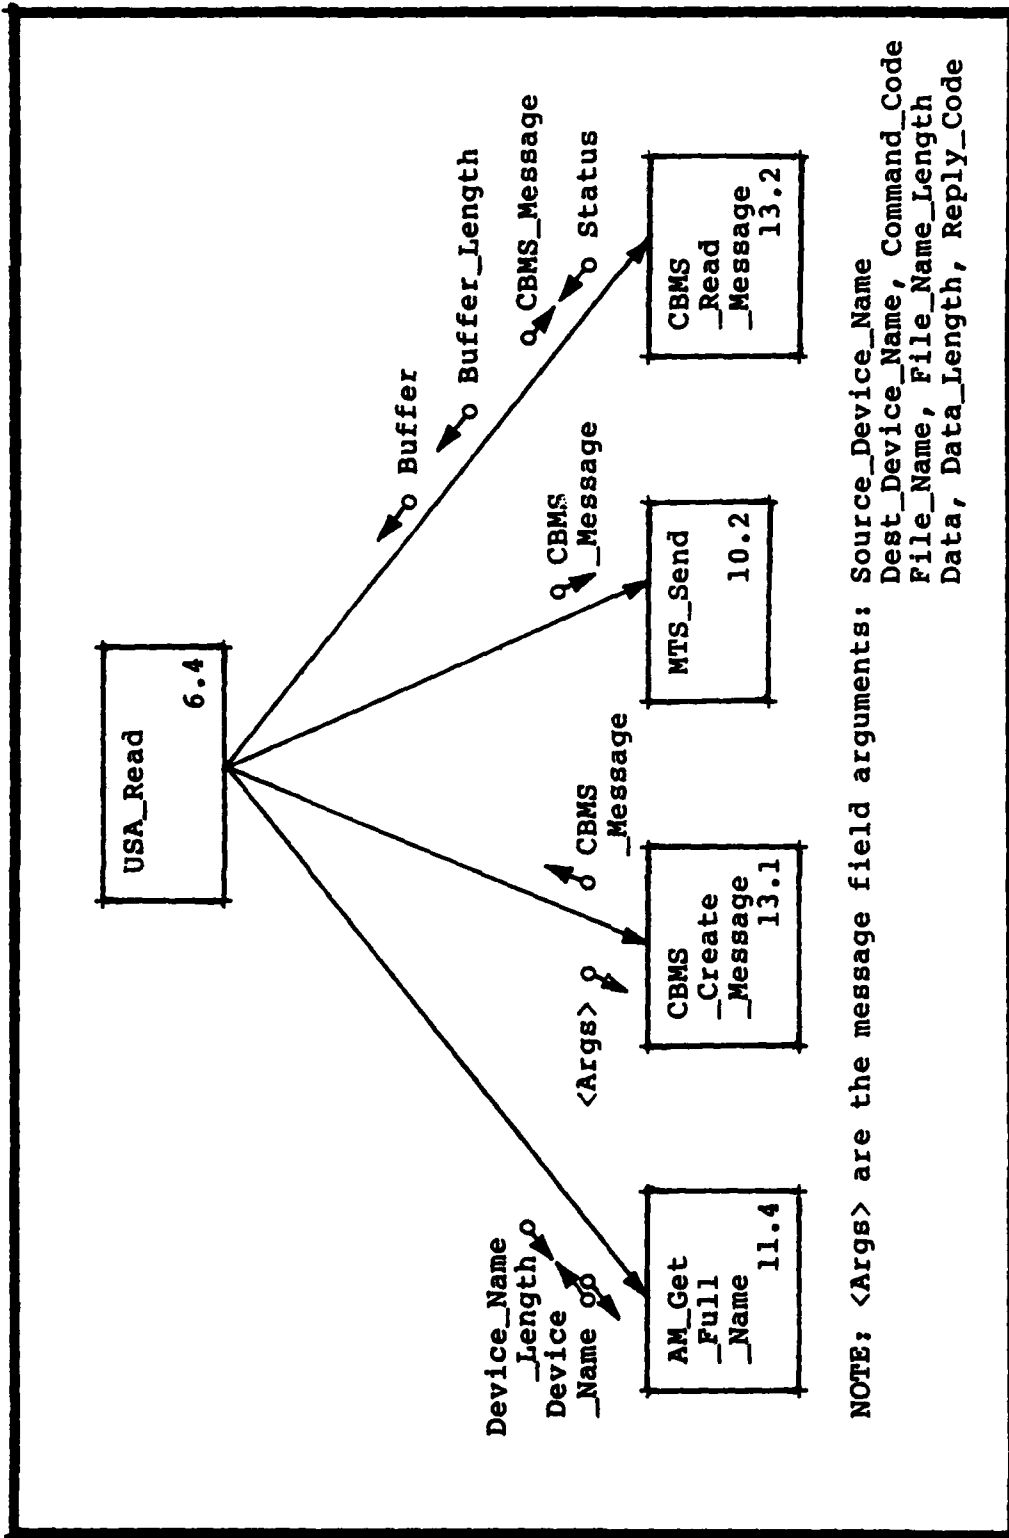 USA_Read
6.4
Device_Name
_Length
Device
_Name
<Args>
CBMS
_Message
CBMS
_Message
Buffer
Buffer_Length
CBMS_Message
Status
AM_Get
_Full
_Name
11.4
CBMS
_Create
_Message
13.1
MTS_Send
10.2
CBMS
_Read
_Message
13.2
NOTE: <Args> are the message field arguments: Source_Device_Name
Dest_Device_Name, Command_Code
File_Name, File_Name_Length
Data, Data_Length, Reply_Code